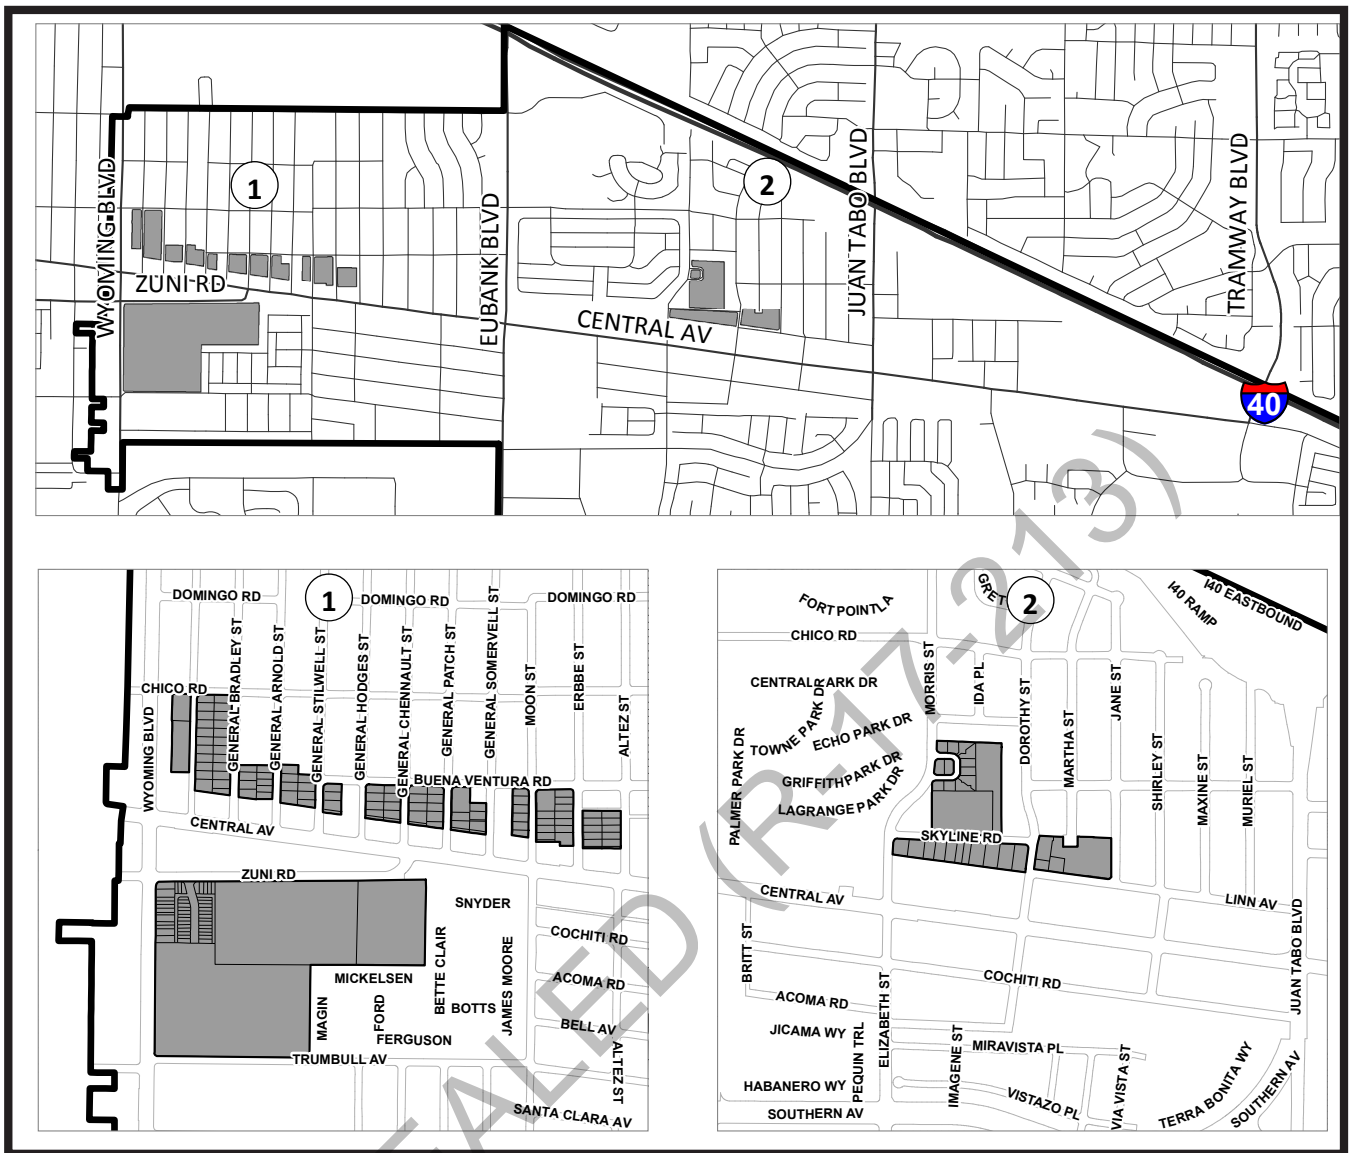 1
2
WYOMING BLVD
ZUNI RD
EUBANK BLVD
CENTRAL AV
JUAN TABO BLVD
TRAMWAY BLVD
40
1
DOMINGO RD
DOMINGO RD
DOMINGO RD
GENERAL BRADLEY ST
GENERAL ARNOLD ST
GENERAL STILWELL ST
GENERAL HODGES ST
GENERAL CHENNAULT ST
GENERAL PATCH ST
GENERAL SOMERVELL ST
MOON ST
ERBBE ST
ALTEZ ST
CHICO RD
WYOMING BLVD
BUENA VENTURA RD
CENTRAL AV
ZUNI RD
SNYDER
COCHITI RD
BETTE CLAIR
JAMES MOORE
MICKELSEN
ACOMA RD
MAGIN
FORD
BOTTS
FERGUSON
BELL AV
TRUMBULL AV
ALTEZ ST
SANTA CLARA AV
2
GRET
FORT POINT LA
I40 RAMP
I40 EASTBOUND
CHICO RD
MORRIS ST
IDA PL
CENTRAL PARK DR
TOWNE PARK DR
ECHO PARK DR
GRIFFITH PARK DR
LAGRANGE PARK DR
PALMER PARK DR
DOROTHY ST
MARTHA ST
JANE ST
SHIRLEY ST
MAXINE ST
MURIEL ST
SKYLINE RD
CENTRAL AV
LINN AV
BRITT ST
JUAN TABO BLVD
COCHITI RD
ACOMA RD
JICAMA WY
PEQUIN TRL
ELIZABETH ST
IMAGENE ST
MIRAVISTA PL
HABANERO WY
SOUTHERN AV
VISTAZO PL
VIA VISTA ST
TERRA BONITA WY
SOUTHERN AV
EALED (R-17-213)